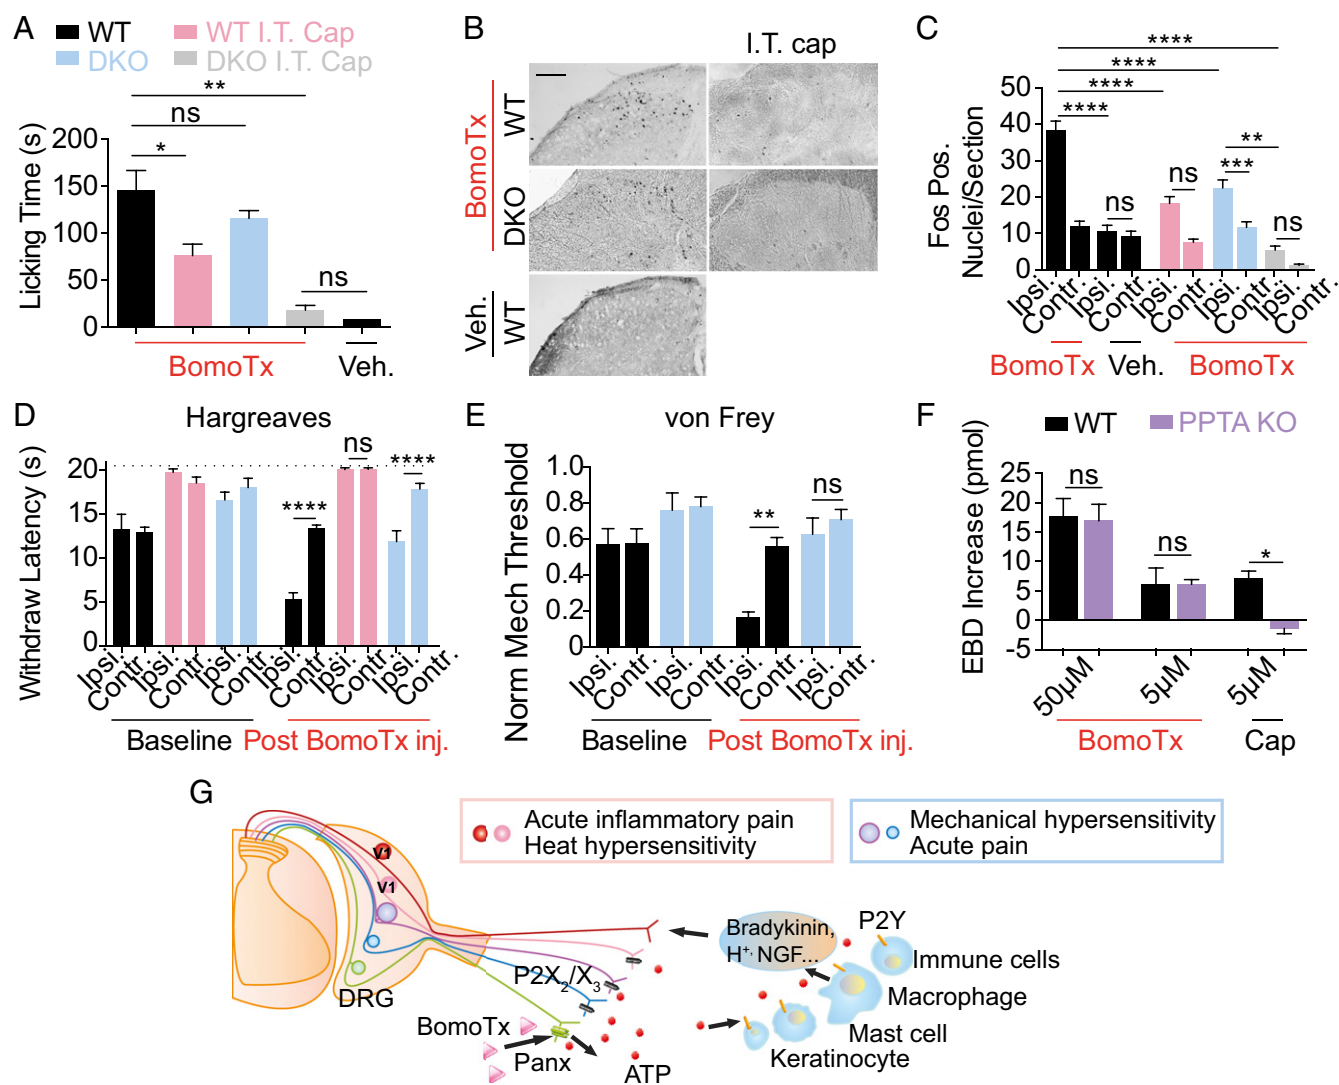 A
WT
WT I.T. Cap
DKO
DKO I.T. Cap
**
ns
*
ns
Licking Time (s)
200
150
100
50
0
BomoTx
Veh.
B
I.T. cap
BomoTx
WT
DKO
Veh.
WT
C
****
****
****
****
**
ns
***
ns
ns
Fos Pos.
Nuclei/Section
50
40
30
20
10
0
Ipsi.
Contr.
Ipsi.
Contr.
Ipsi.
Contr.
Ipsi.
Contr.
Ipsi.
Contr.
BomoTx
Veh.
BomoTx
D
Hargreaves
Withdraw Latency (s)
20
15
10
5
0
****
ns
****
Ipsi.
Contr.
Ipsi.
Contr.
Ipsi.
Contr.
Ipsi.
Contr.
Ipsi.
Contr.
Ipsi.
Contr.
Baseline
Post BomoTx inj.
E
von Frey
Norm Mech Threshold
1.0
0.8
0.6
0.4
0.2
0
**
ns
Ipsi.
Contr.
Ipsi.
Contr.
Ipsi.
Contr.
Ipsi.
Contr.
Baseline
Post BomoTx inj.
F
WT
PPTA KO
EBD Increase (pmol)
25
20
15
10
5
0
-5
ns
ns
*
50µM
5µM
5µM
BomoTx
Cap
G
Acute inflammatory pain
Heat hypersensitivity
Mechanical hypersensitivity
Acute pain
V1
V1
DRG
P2X2/X3
BomoTx
Panx
ATP
Bradykinin,
H+, NGF...
P2Y
Immune cells
Macrophage
Mast cell
Keratinocyte